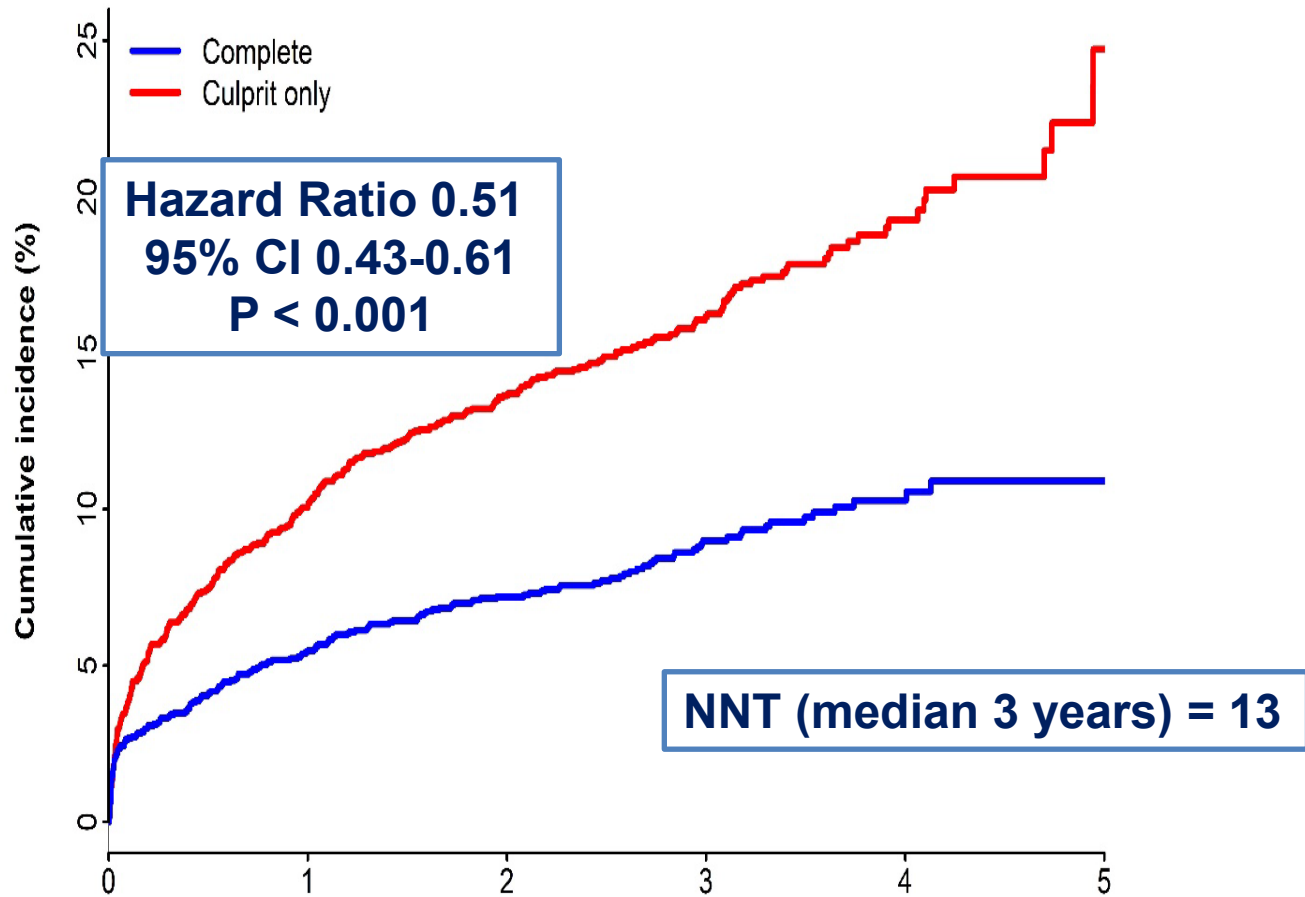 Complete
Culprit only
Hazard Ratio 0.51
95% CI 0.43-0.61
P < 0.001
NNT (median 3 years) = 13
Cumulative incidence (%)
25
20
15
10
5
0
0 1 2 3 4 5